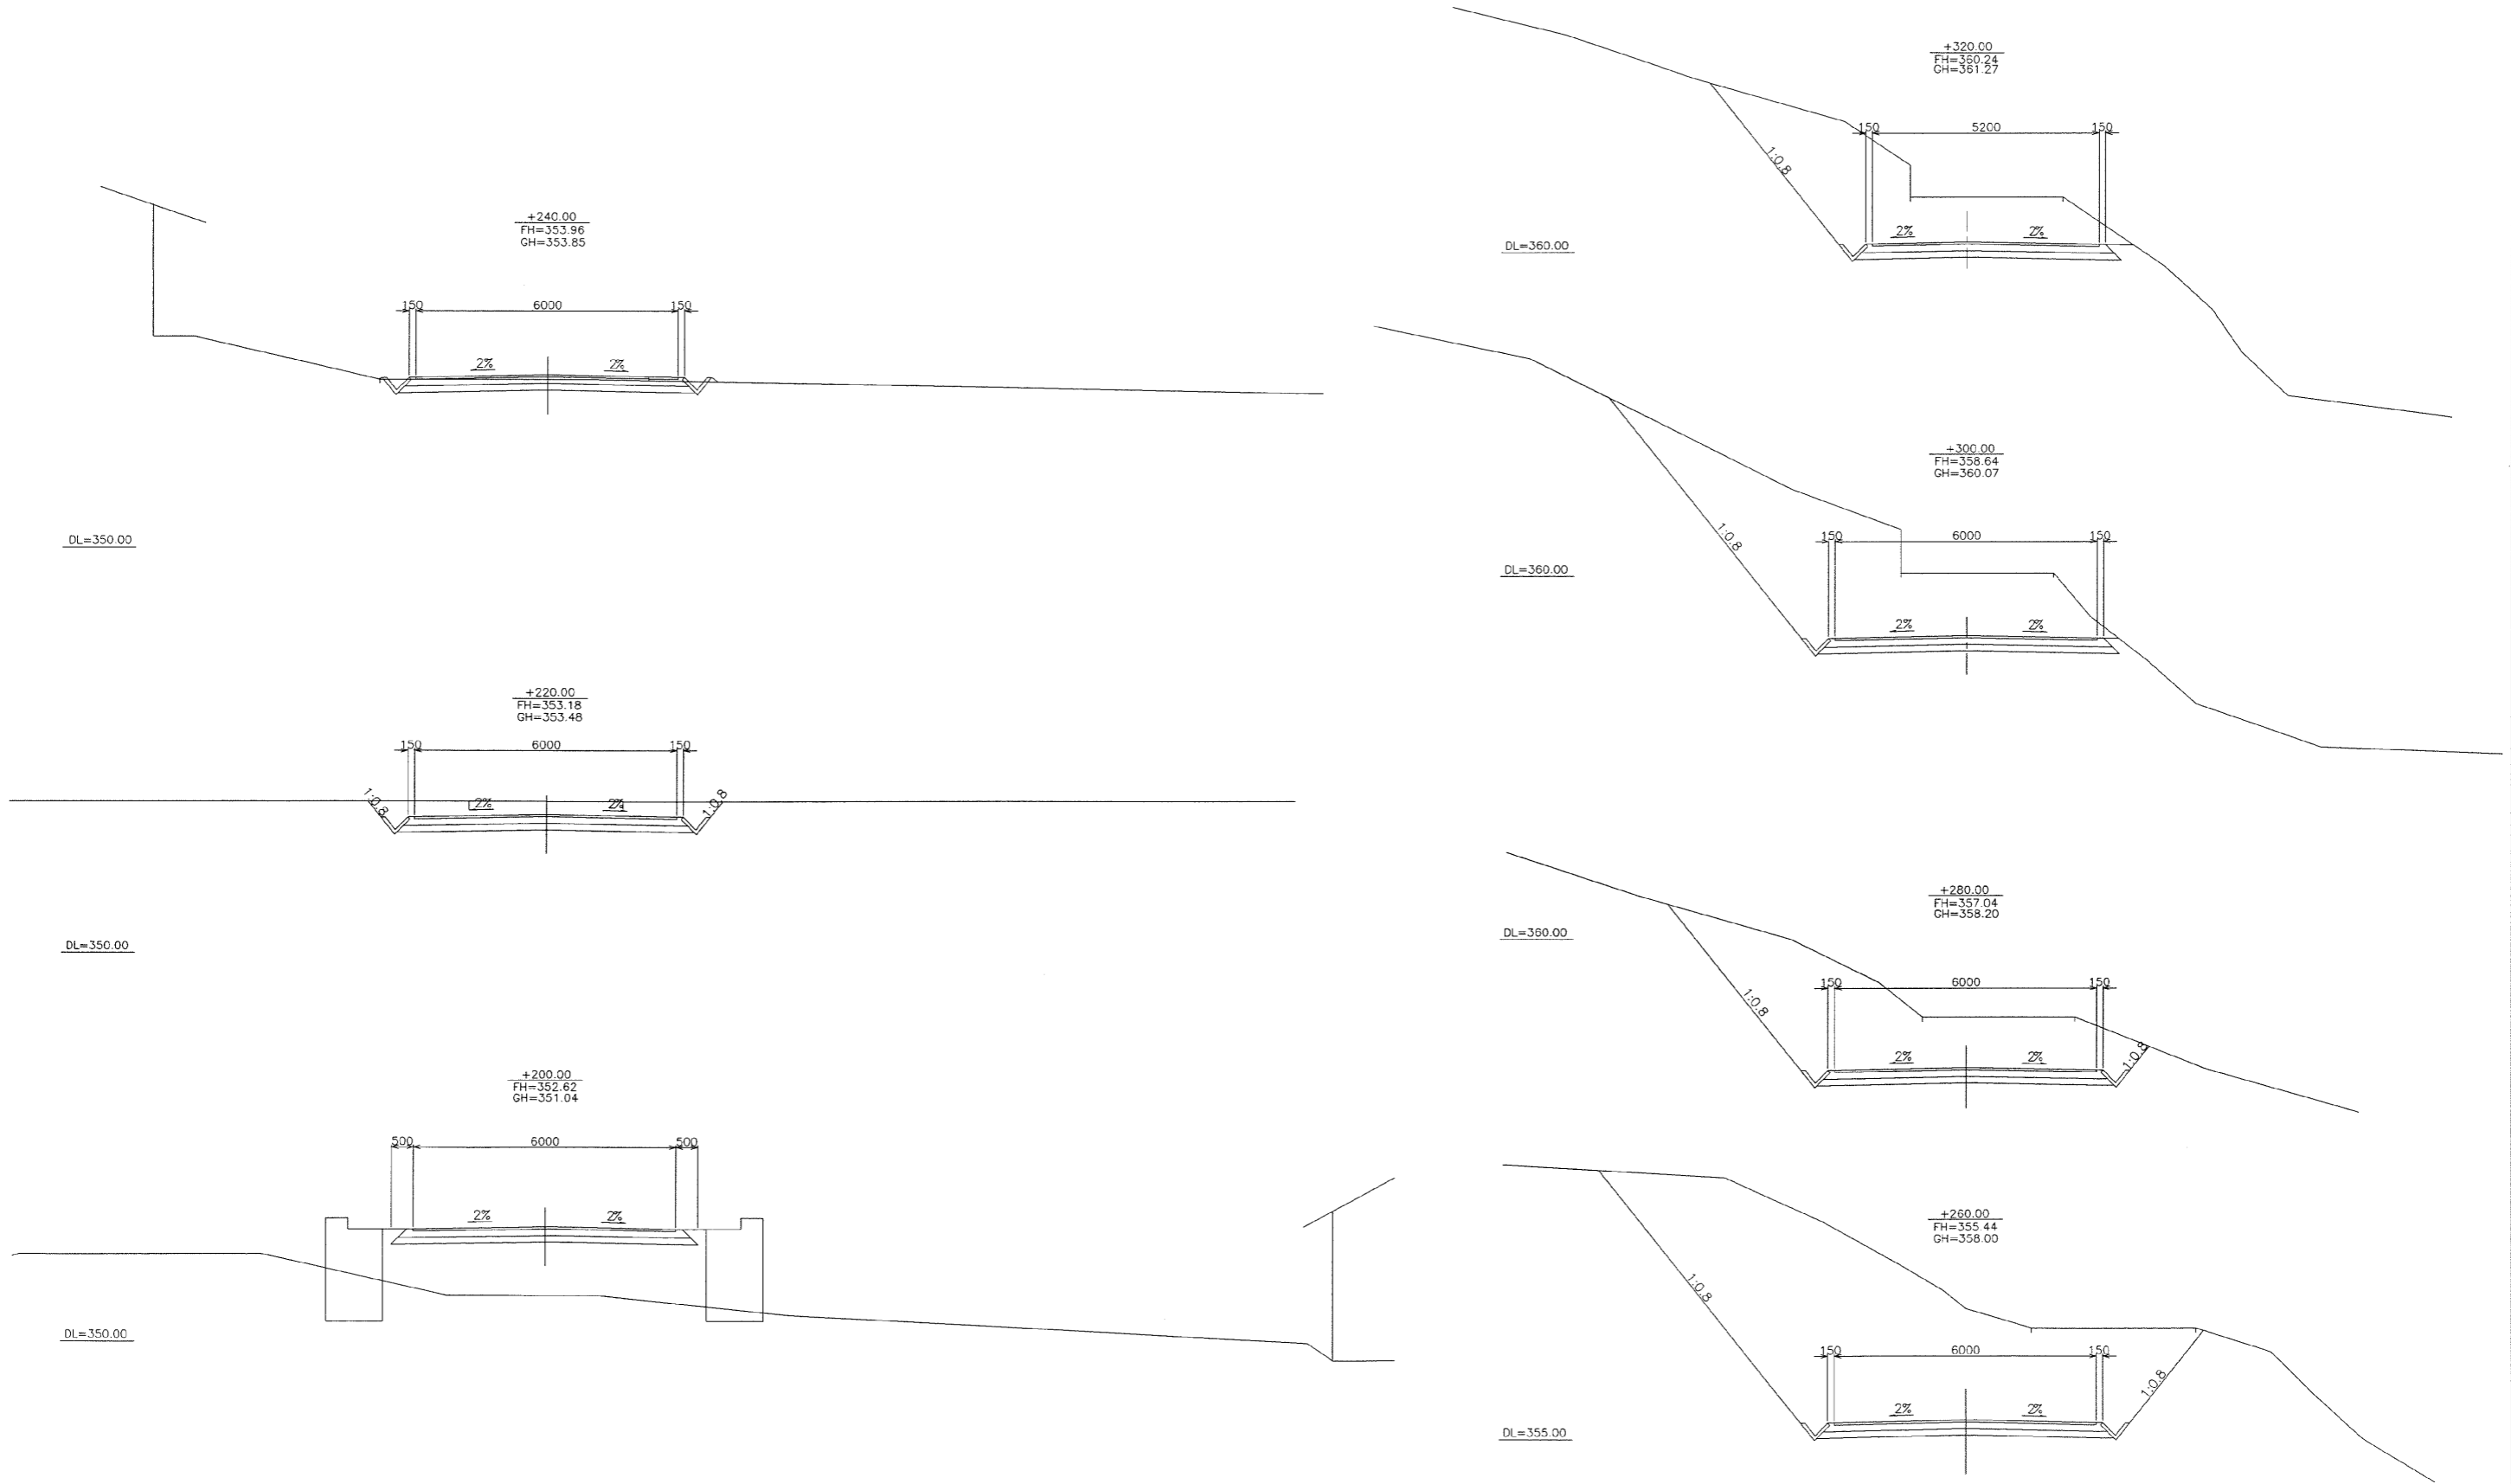 +240.00
FH=353.96
GH=353.85
150 6000 150
2% 2%
DL=350.00
+220.00
FH=353.18
GH=353.48
150 6000 150
1:0.8 2% 2% 1:0.8
DL=350.00
+200.00
FH=352.62
GH=351.04
500 6000 500
2% 2%
DL=350.00
+320.00
FH=360.24
GH=361.27
150 5200 150
1:0.8
2% 2%
DL=360.00
+300.00
FH=358.64
GH=360.07
1:0.8
150 6000 150
DL=360.00
2% 2%
+280.00
FH=357.04
GH=358.20
DL=360.00
150 6000 150
1:0.8
2% 2% 1:0.8
+260.00
FH=355.44
GH=358.00
1:0.8
150 6000 150
1:0.8
2% 2%
DL=355.00